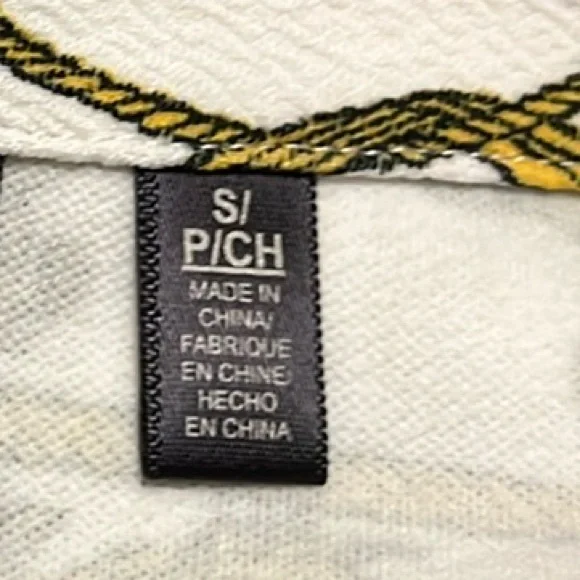 S/
P/CH
MADE IN
CHINA/
FABRIQUE
EN CHINE/
HECHO
EN CHINA